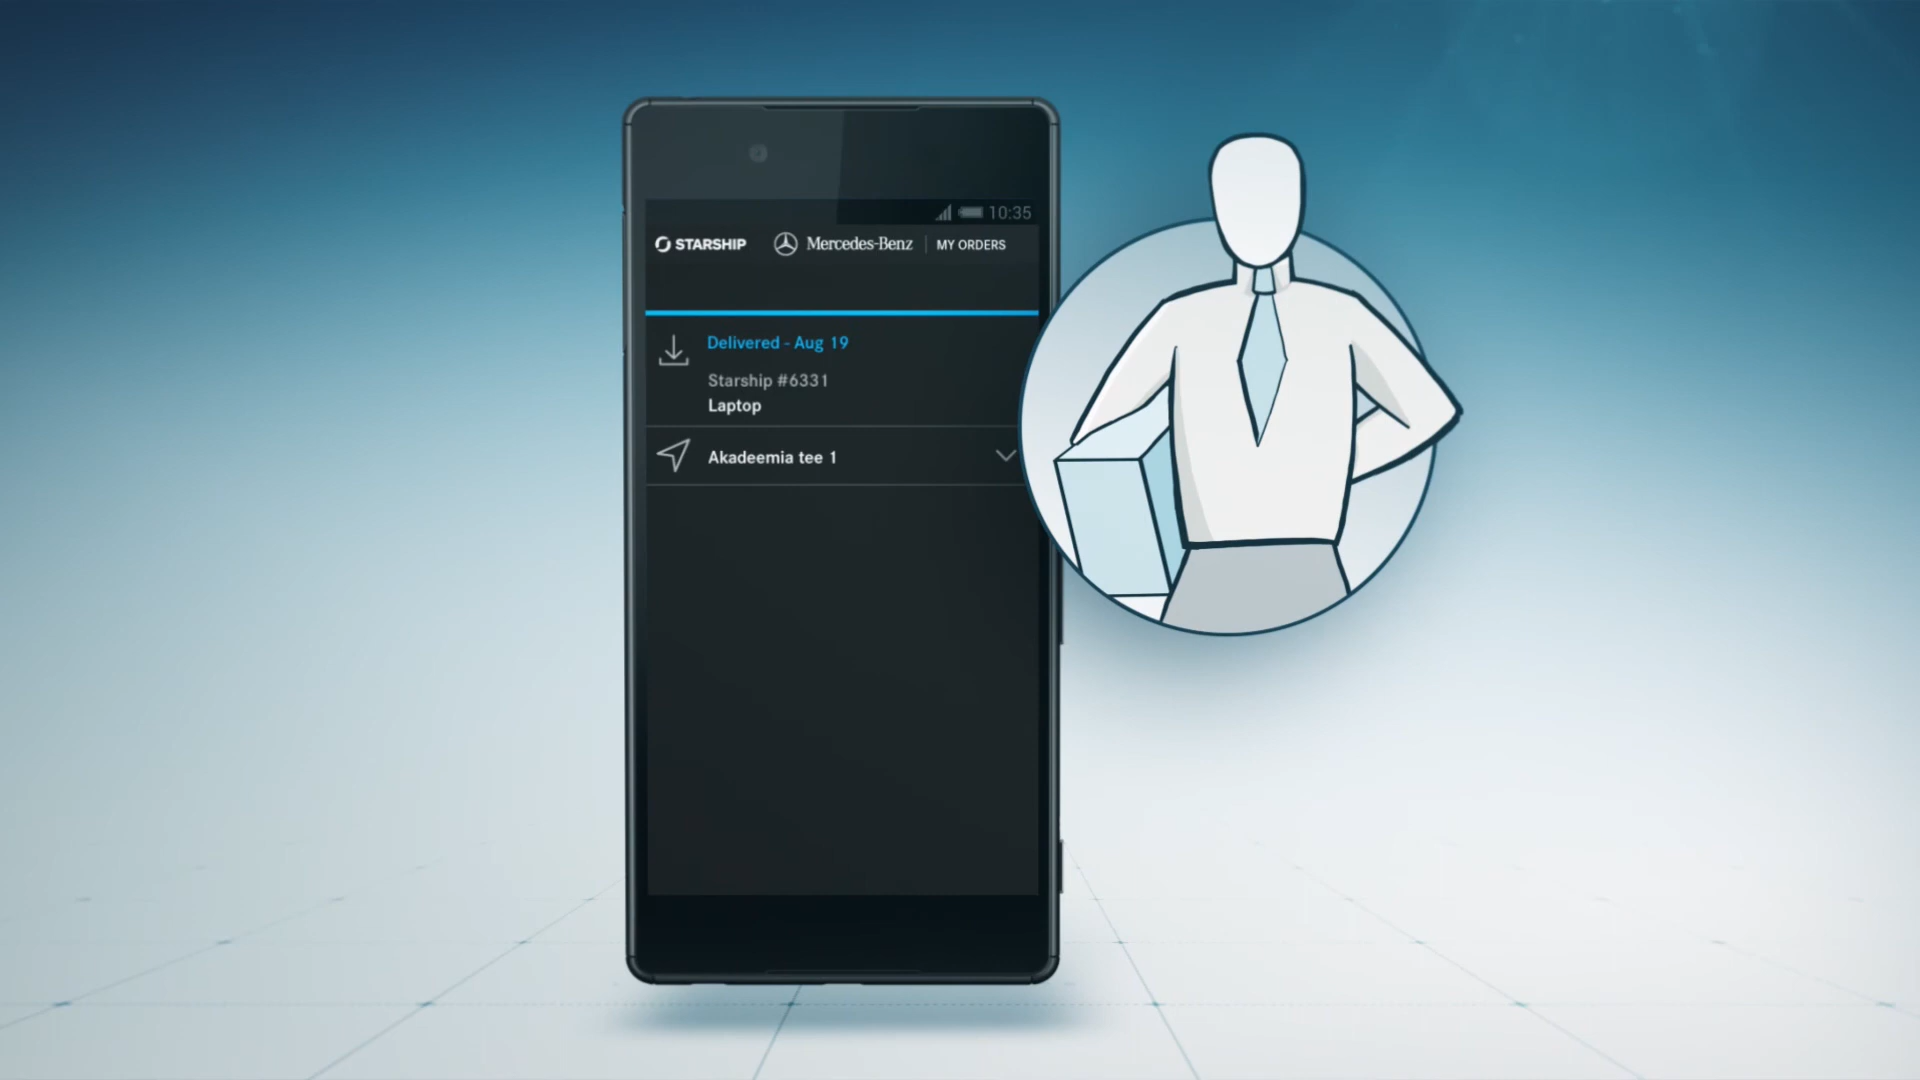 10:35
STARSHIP Mercedes-Benz MY ORDERS
Delivered - Aug 19
Starship #6331
Laptop
Akadeemia tee 1